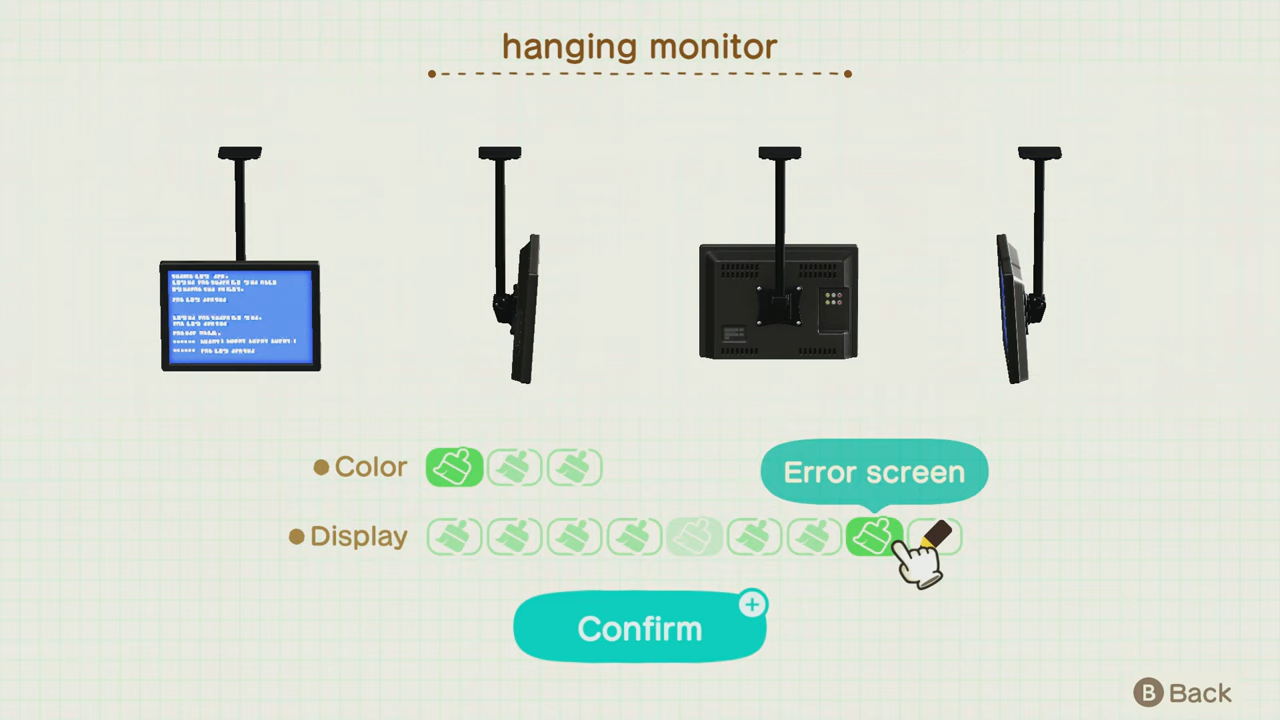 hanging monitor
Color
Error screen
Display
Confirm
B Back